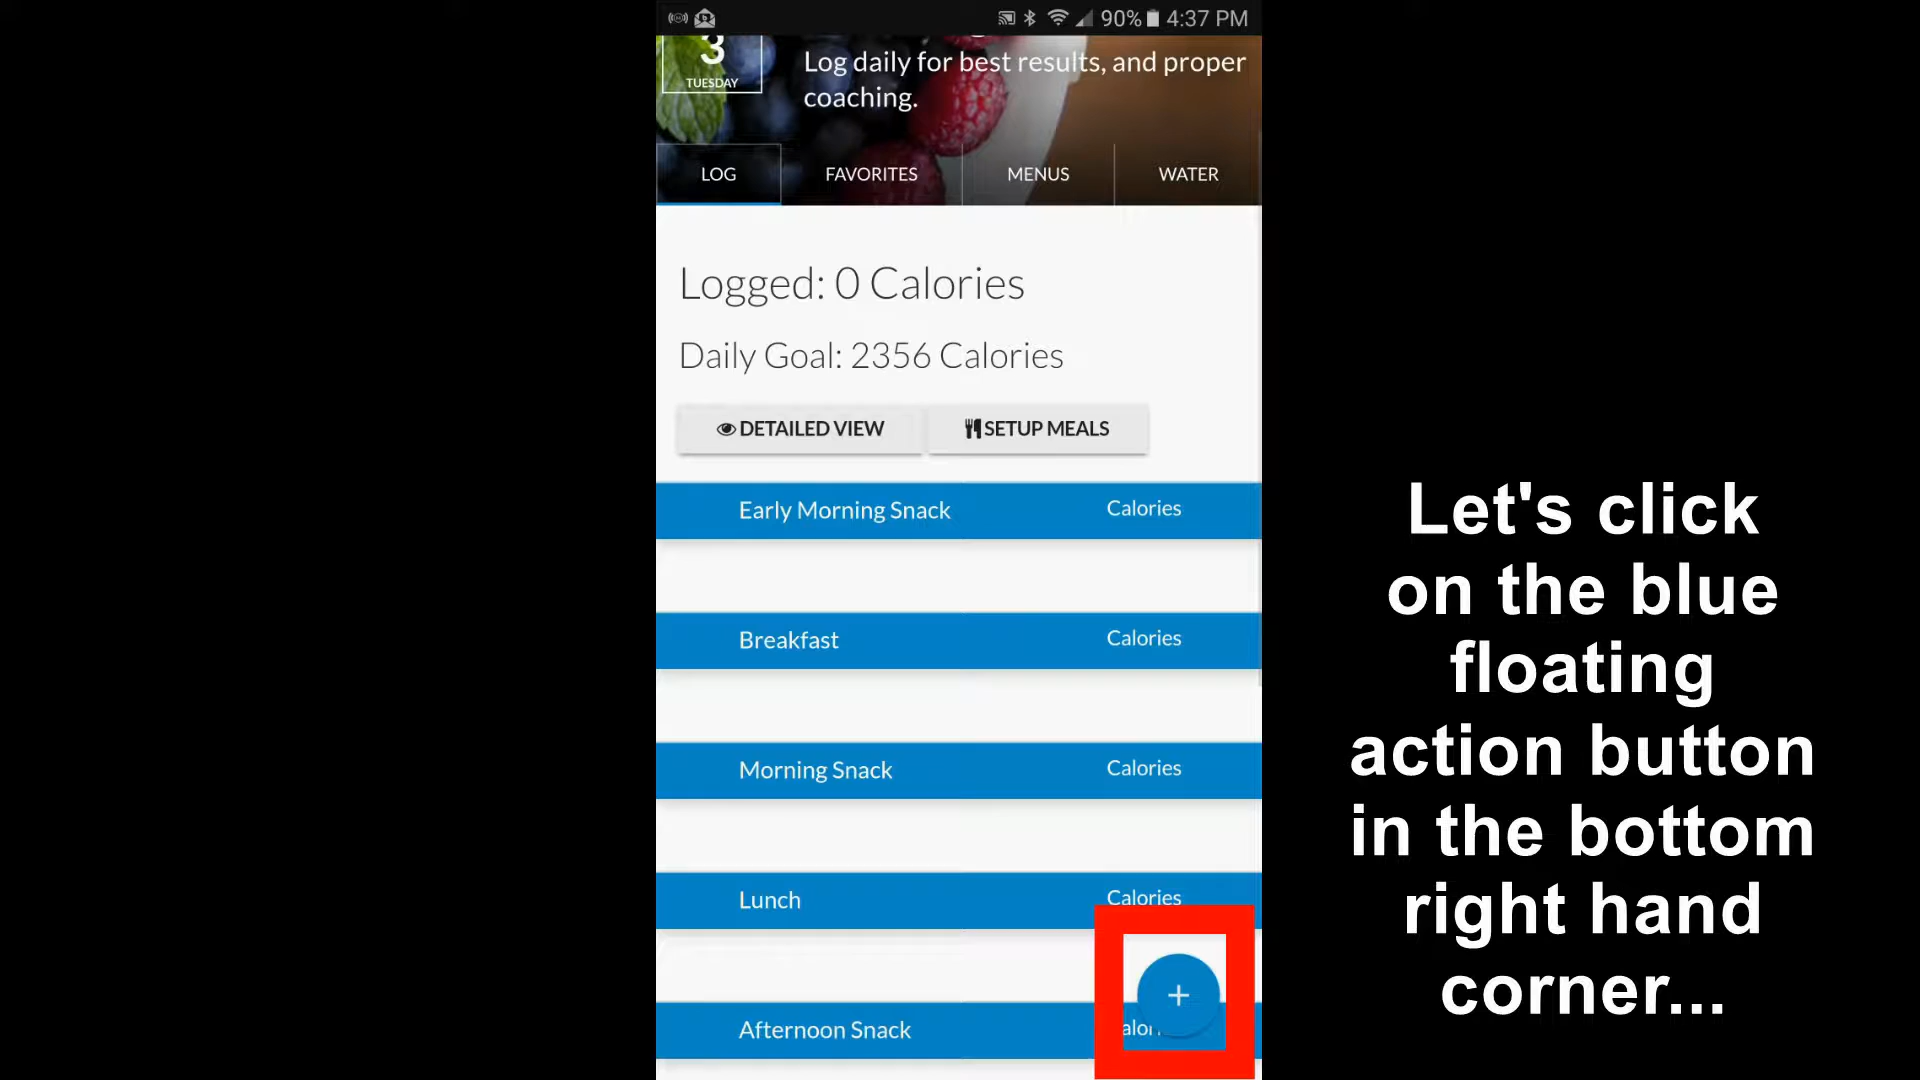 90% 4:37 PM
3
TUESDAY
Log daily for best results, and proper
coaching.
LOG FAVORITES MENUS WATER
Logged: 0 Calories
Daily Goal: 2356 Calories
DETAILED VIEW SETUP MEALS
Early Morning Snack Calories
Breakfast Calories
Morning Snack Calories
Lunch Calories
+
Afternoon Snack
Let's click
on the blue
floating
action button
in the bottom
right hand
corner...